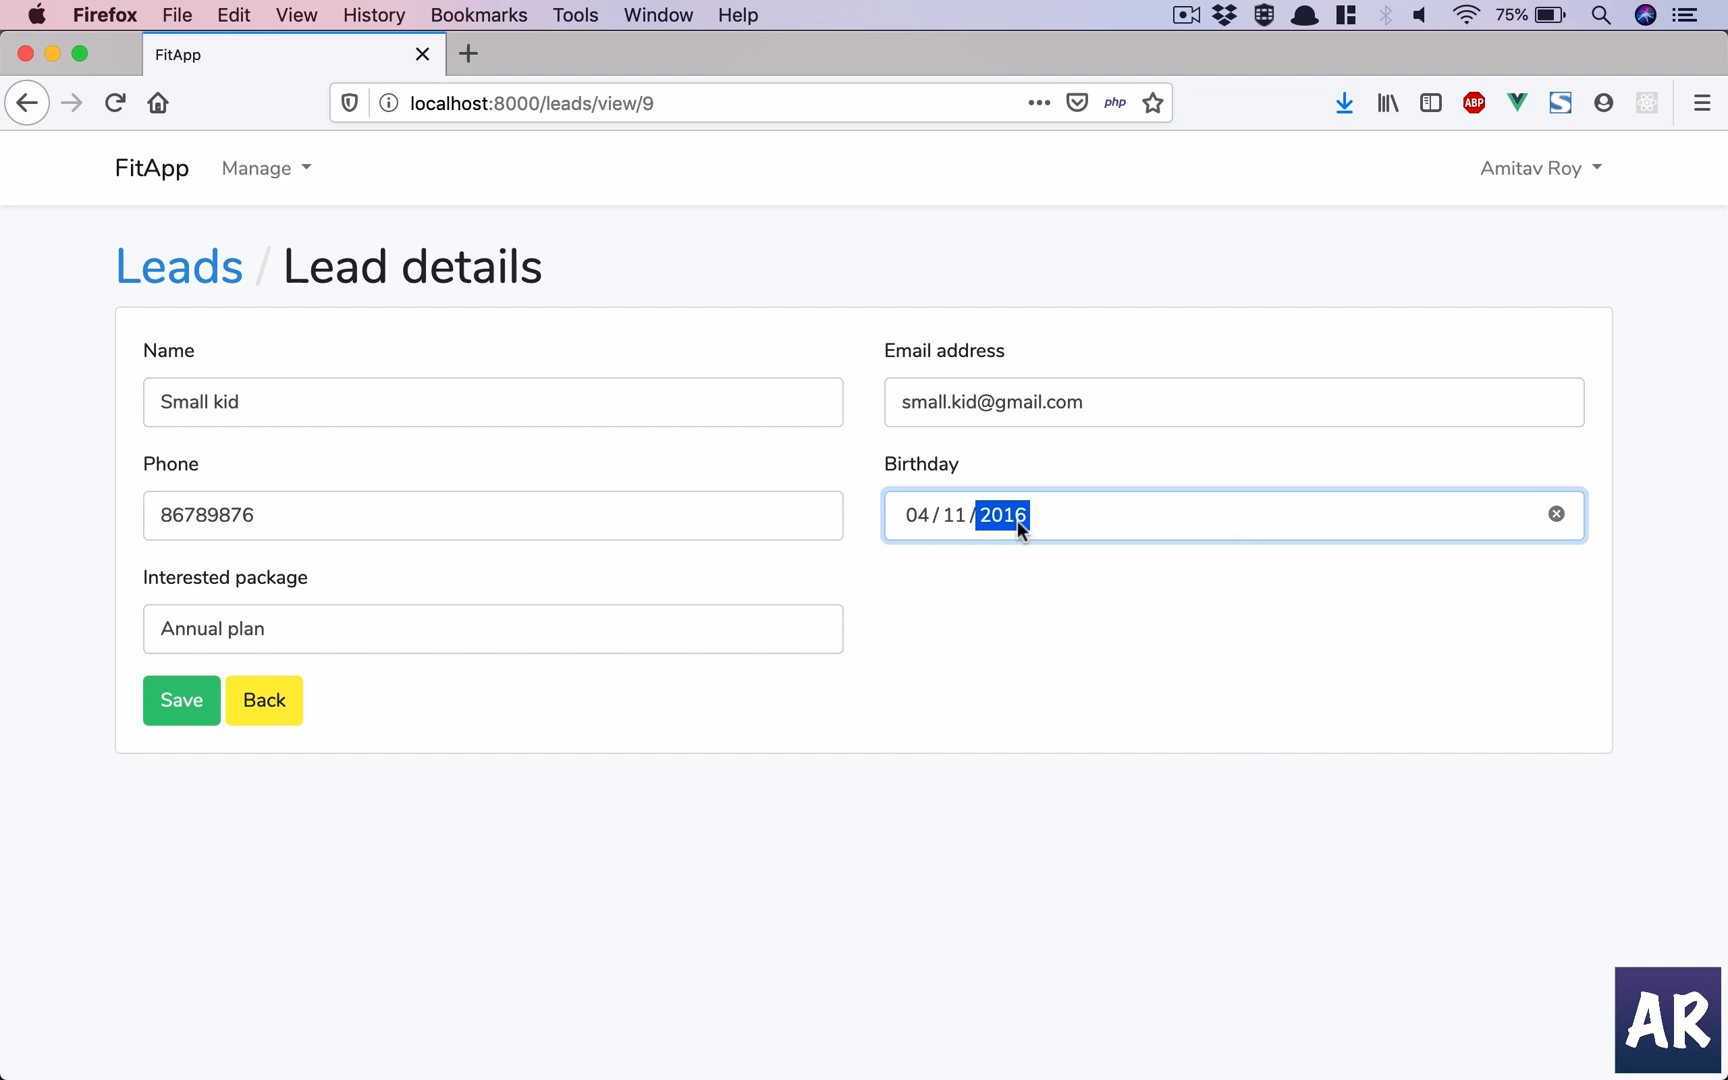 Firefox File Edit View History Bookmarks Tools Window Help 75%
FitApp
localhost:8000/leads/view/9 php ABP
FitApp Manage Amitav Roy
Leads / Lead details
Name Email address
Small kid small.kid@gmail.com
Phone Birthday
86789876 04/11/2016
Interested package
Annual plan
Save Back
AR